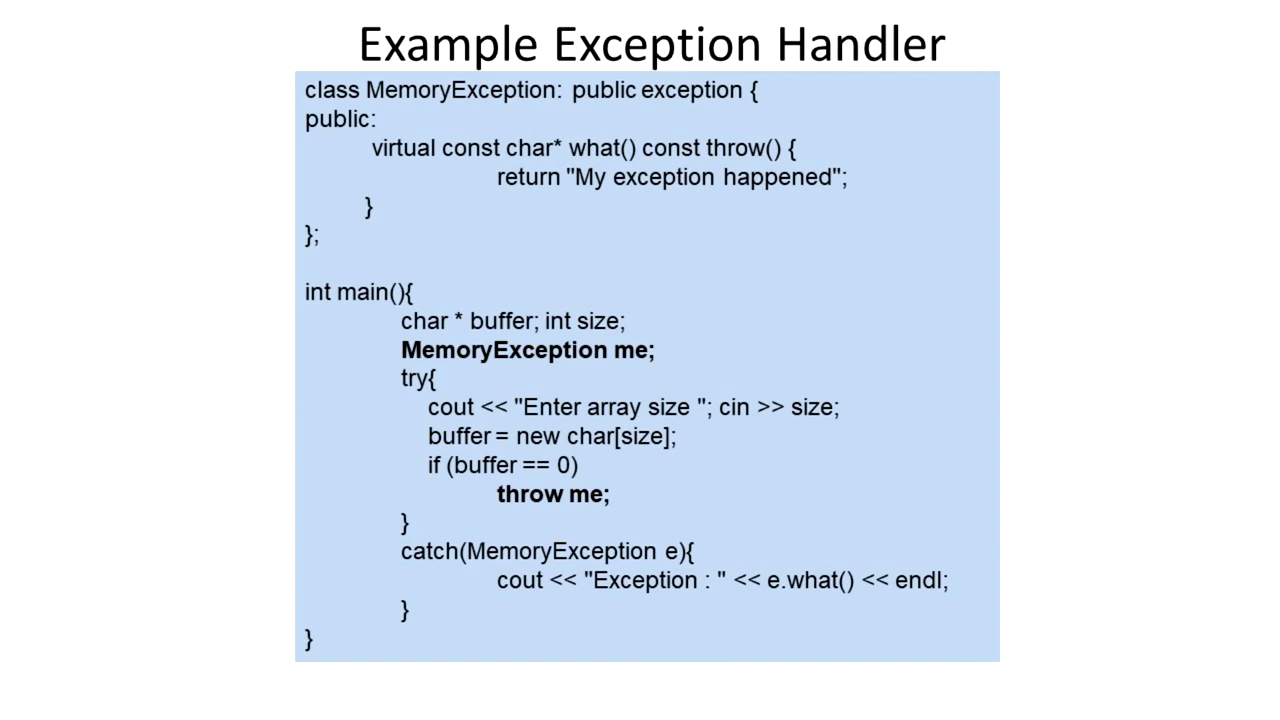 Example Exception Handler
class MemoryException: public exception {
public:
virtual const char* what() const throw() {
return "My exception happened";
}
};
int main(){
char * buffer; int size;
MemoryException me;
try{
cout << "Enter array size "; cin >> size;
buffer = new char[size];
if (buffer == 0)
throw me;
}
catch(MemoryException e){
cout << "Exception : " << e.what() << endl;
}
}